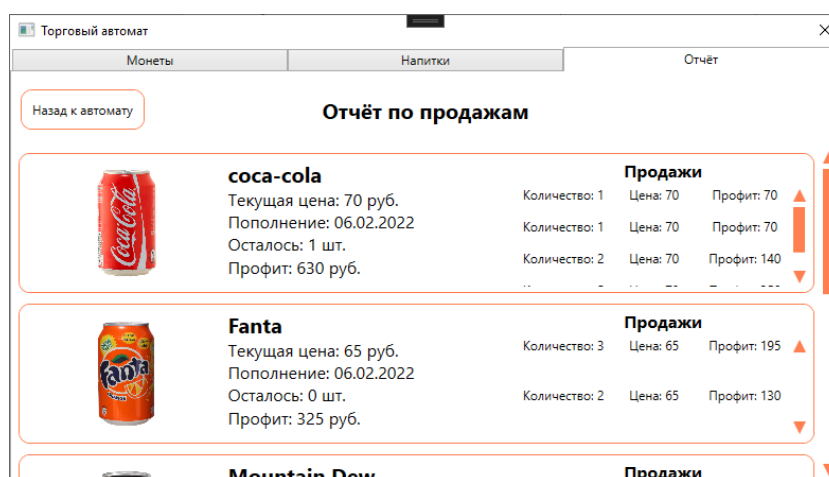 Торговый автомат
Монеты
Напитки
Отчёт
Назад к автомату
Отчёт по продажам
Coca-Cola
coca-cola
Текущая цена: 70 руб.
Пополнение: 06.02.2022
Осталось: 1 шт.
Профит: 630 руб.
Продажи
Количество: 1 Цена: 70 Профит: 70
Количество: 1 Цена: 70 Профит: 70
Количество: 2 Цена: 70 Профит: 140
Fanta
Fanta
Текущая цена: 65 руб.
Пополнение: 06.02.2022
Осталось: 0 шт.
Профит: 325 руб.
Продажи
Количество: 3 Цена: 65 Профит: 195
Количество: 2 Цена: 65 Профит: 130
Mountain Dew
Продажи